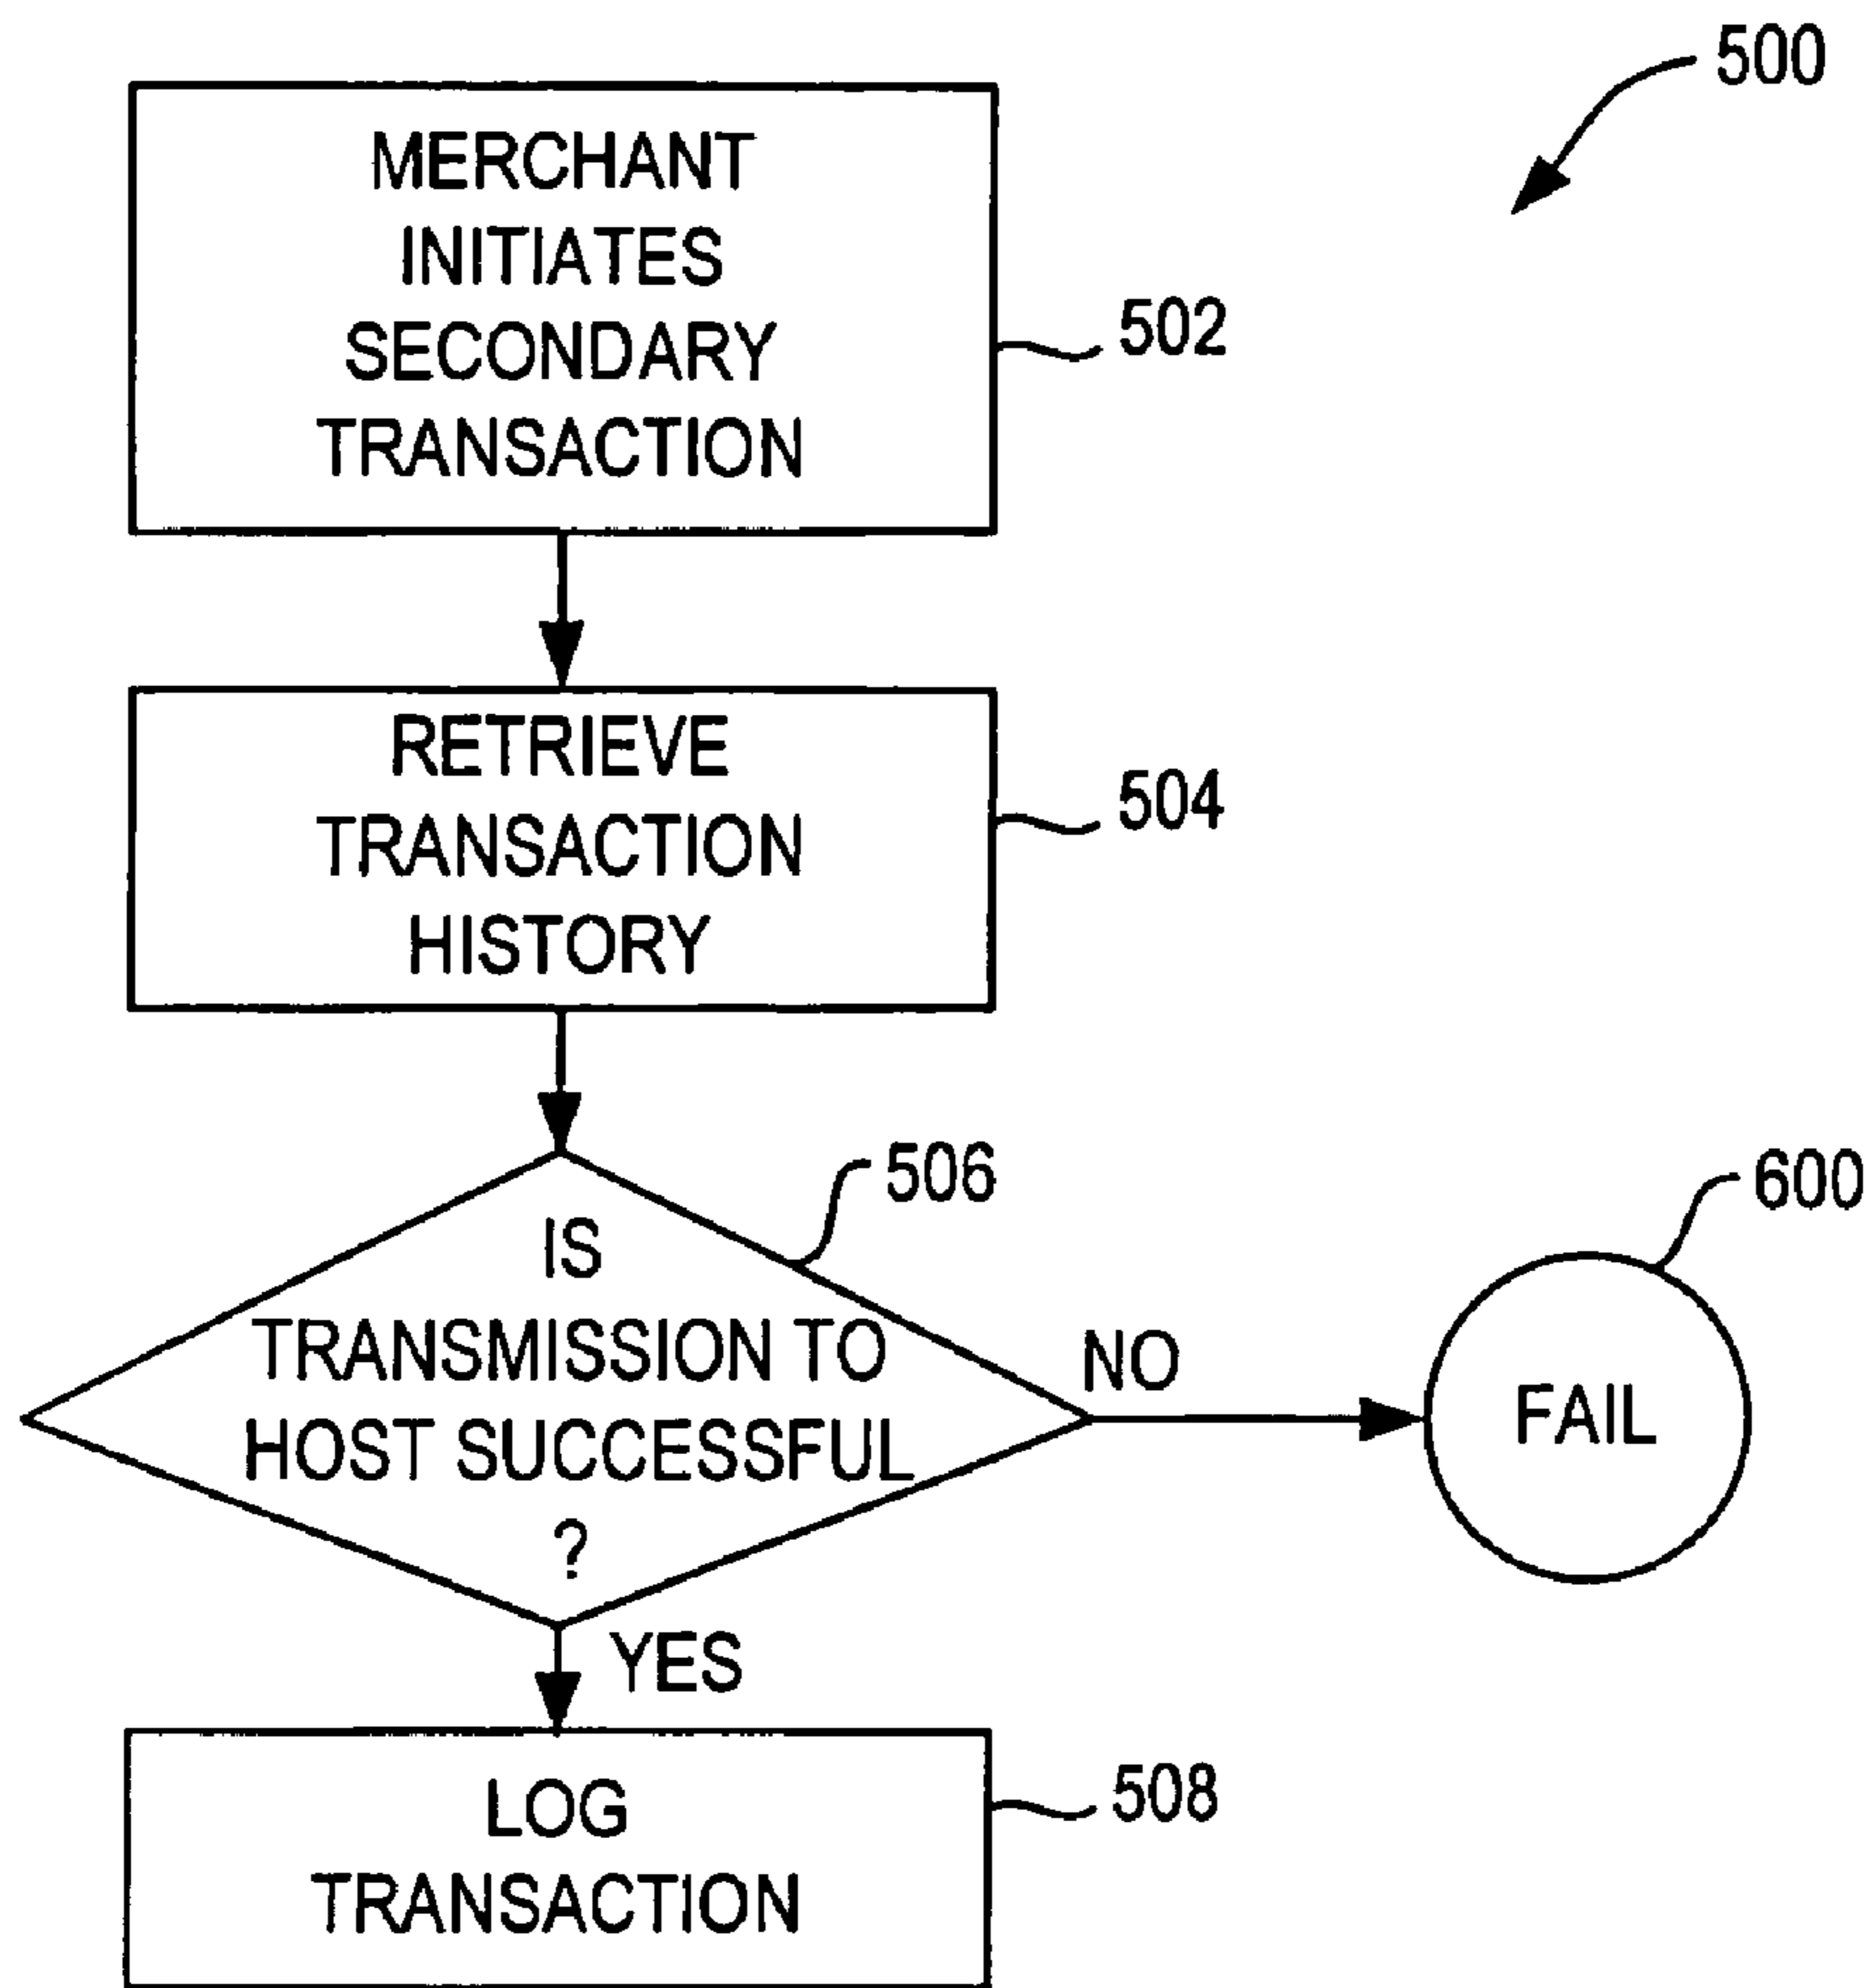 500
MERCHANT
INITIATES
SECONDARY
TRANSACTION
502
RETRIEVE
TRANSACTION
HISTORY
504
506
600
IS
TRANSMISSION TO
HOST SUCCESSFUL
?
NO
FAIL
YES
LOG
TRANSACTION
508